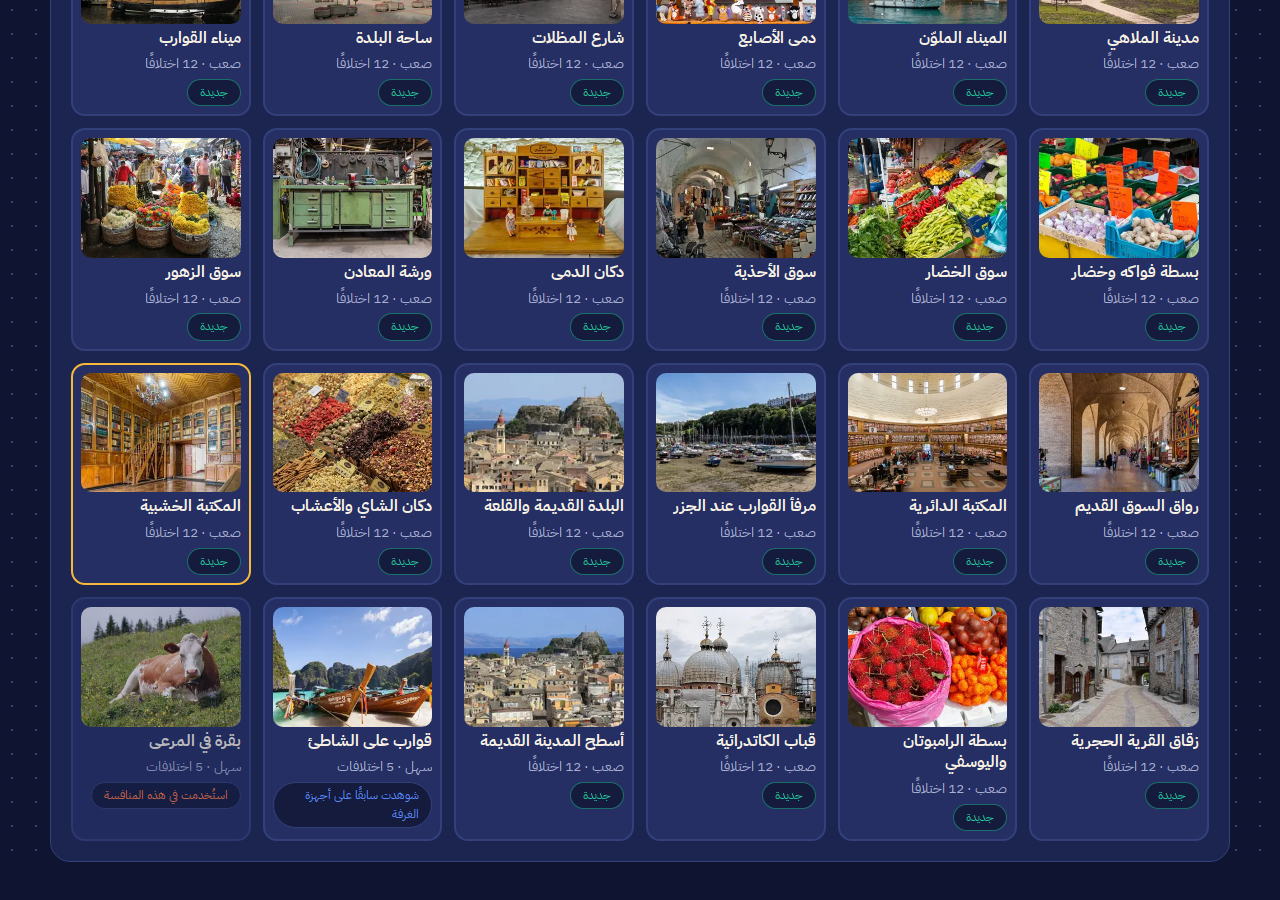 مدينة الملاهي
صعب · 12 اختلافًا
جديدة
الميناء الملوّن
صعب · 12 اختلافًا
جديدة
دمى الأصابع
صعب · 12 اختلافًا
جديدة
شارع المظلات
صعب · 12 اختلافًا
جديدة
ساحة البلدة
صعب · 12 اختلافًا
جديدة
ميناء القوارب
صعب · 12 اختلافًا
جديدة
بسطة فواكه وخضار
صعب · 12 اختلافًا
جديدة
سوق الخضار
صعب · 12 اختلافًا
جديدة
سوق الأحذية
صعب · 12 اختلافًا
جديدة
دكان الدمى
صعب · 12 اختلافًا
جديدة
ورشة المعادن
صعب · 12 اختلافًا
جديدة
سوق الزهور
صعب · 12 اختلافًا
جديدة
رواق السوق القديم
صعب · 12 اختلافًا
جديدة
المكتبة الدائرية
صعب · 12 اختلافًا
جديدة
مرفأ القوارب عند الجزر
صعب · 12 اختلافًا
جديدة
البلدة القديمة والقلعة
صعب · 12 اختلافًا
جديدة
دكان الشاي والأعشاب
صعب · 12 اختلافًا
جديدة
المكتبة الخشبية
صعب · 12 اختلافًا
جديدة
زقاق القرية الحجرية
صعب · 12 اختلافًا
جديدة
بسطة الرامبوتان
واليوسفي
صعب · 12 اختلافًا
جديدة
قباب الكاتدرائية
صعب · 12 اختلافًا
جديدة
أسطح المدينة القديمة
صعب · 12 اختلافًا
جديدة
قوارب على الشاطئ
سهل · 5 اختلافات
شوهدت سابقًا على أجهزة
الغرفة
بقرة في المرعى
سهل · 5 اختلافات
استُخدمت في هذه المنافسة